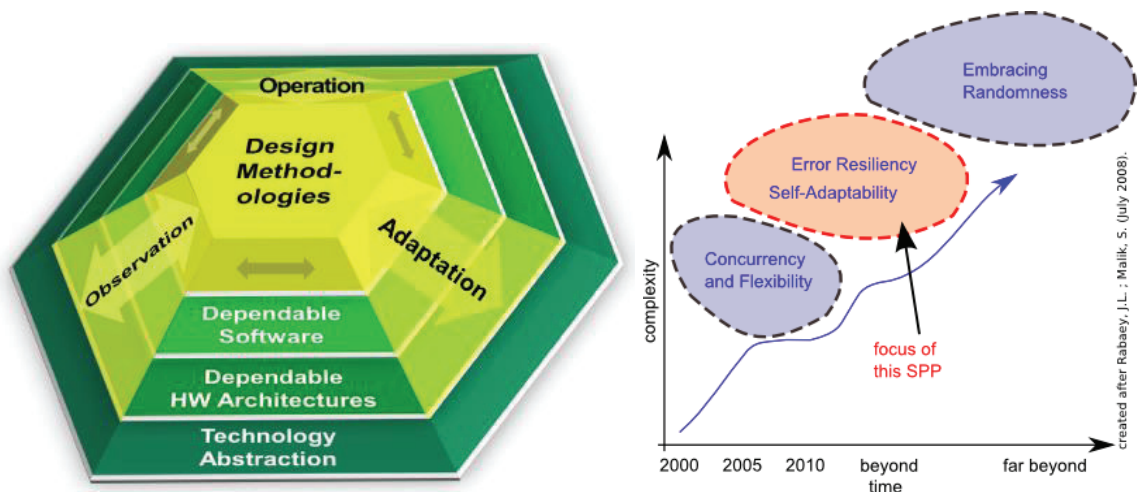 Operation
Design
Method-
ologies
Observation
Adaptation
Dependable
Software
Dependable
HW Architectures
Technology
Abstraction
Embracing
Randomness
Error Resiliency
Self-Adaptability
Concurrency
and Flexibility
focus of
this SPP
complexity
2000
2005
2010
beyond
far beyond
time
created after Rabaey, J.L. ; Malik, S. (July 2008).